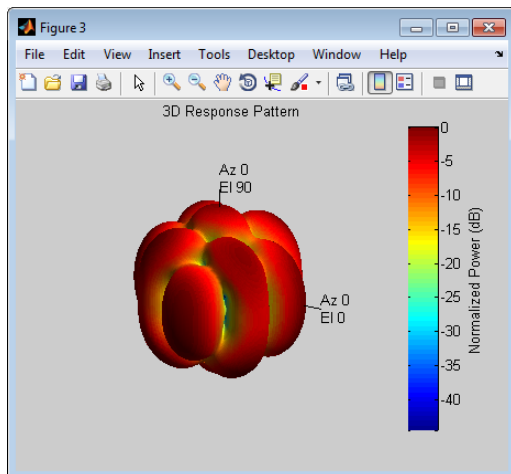 Figure 3
File Edit View Insert Tools Desktop Window Help
3D Response Pattern
Az 0
El 90
Az 0
El 0
0
-5
-10
-15
-20
-25
-30
-35
-40
Normalized Power (dB)